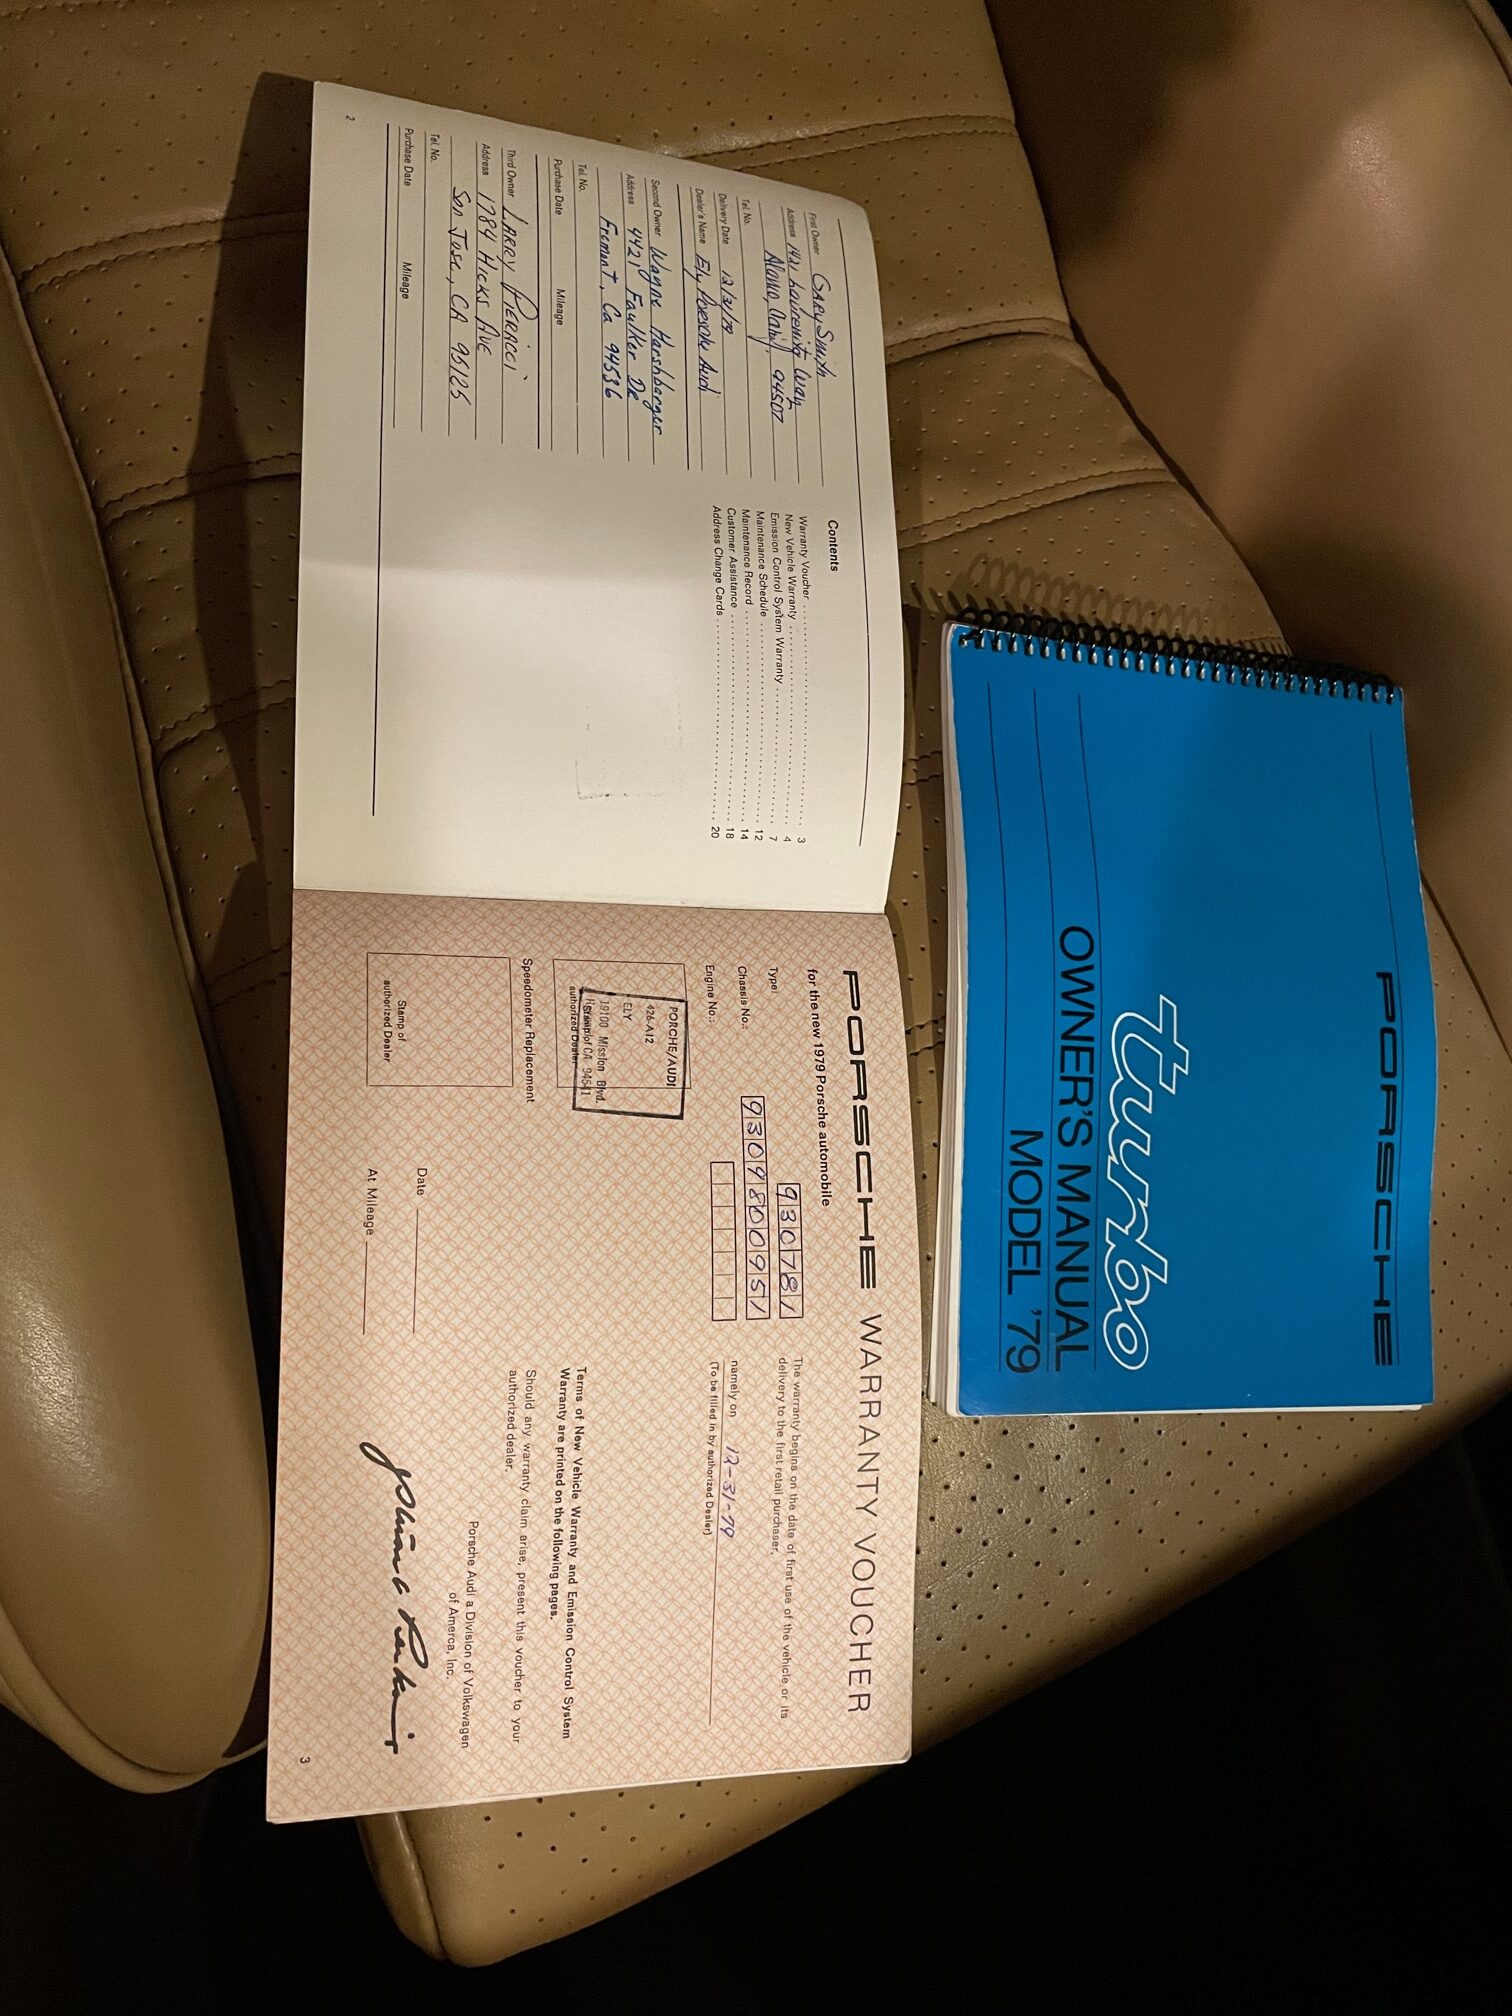 First Owner Gary Smith
Address 1421 Way
Calif. 94507
Tel. No.
Delivery Date 12/31/79
Dealer's Name Ely Porsche Audi
Second Owner Wayne Harshbarger
Address 4421 Faulker Dr
Fremont, Ca 94536
Tel. No.
Purchase Date Mileage
Third Owner LARRY PIERACCI
Address 1784 HICKS AVE
San Jose, CA 95125
Tel. No.
Purchase Date Mileage
2
Contents
Warranty Voucher 3
New Vehicle Warranty 4
Emission Control System Warranty 7
Maintenance Schedule 12
Maintenance Record 14
Customer Assistance 18
Address Change Cards 20
PORSCHE WARRANTY VOUCHER
for the new 1979 Porsche automobile
Type: 930781
Chassis No.: 9309800951
Engine No.:
PORCHE/AUDI
426-A12
ELY
19100 Mission Blvd.
CA 94541
Stamp of
authorized Dealer
Speedometer Replacement
Stamp of
authorized Dealer
Date
At Mileage
The warranty begins on the date of first use of the vehicle or its
delivery to the first retail purchaser,
namely on 12-31-79
(To be filled in by authorized Dealer)
Terms of New Vehicle Warranty and Emission Control System
Warranty are printed on the following pages.
Should any warranty claim arise, present this voucher to your
authorized dealer.
Porsche Audi a Division of Volkswagen
of America, Inc.
3
PORSCHE
turbo
OWNER'S MANUAL
MODEL '79